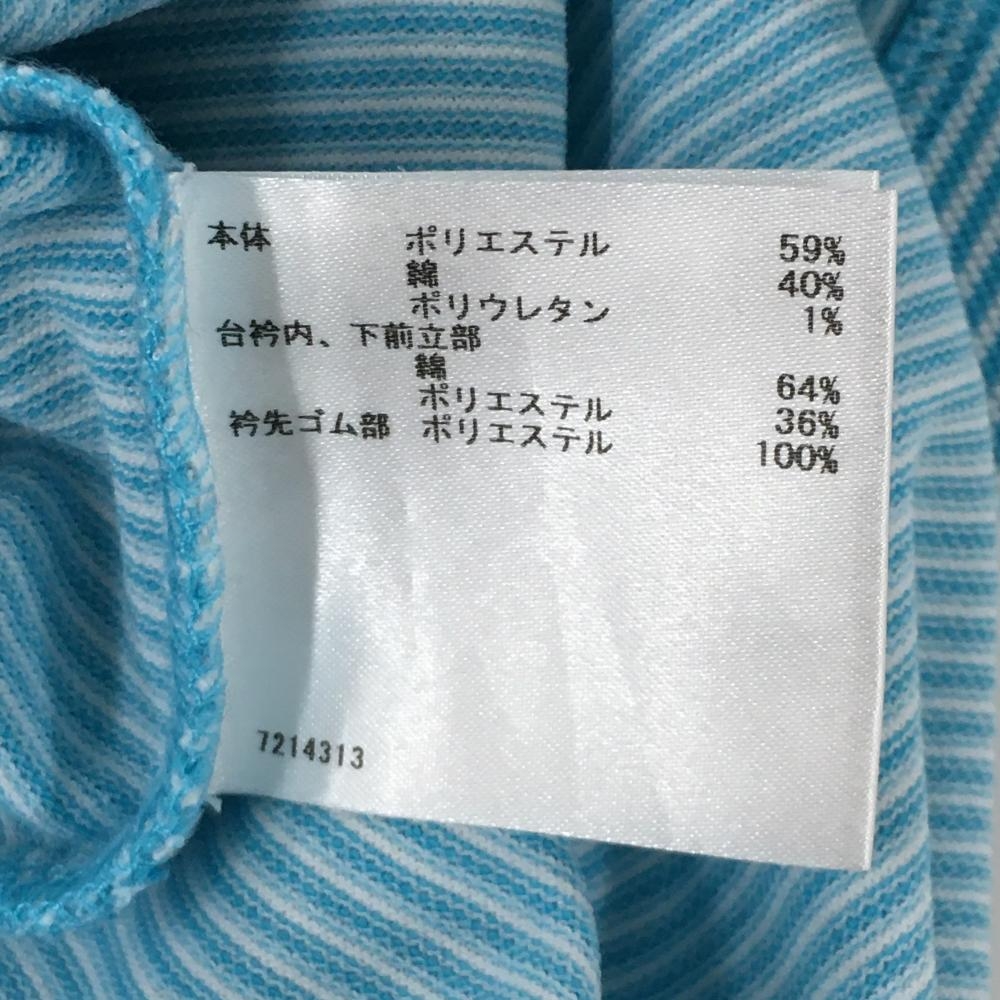 本体 ポリエステル 59%
綿 40%
ポリウレタン 1%
台衿内、下前立部
綿 64%
ポリエステル 36%
衿先ゴム部 ポリエステル 100%
7214313